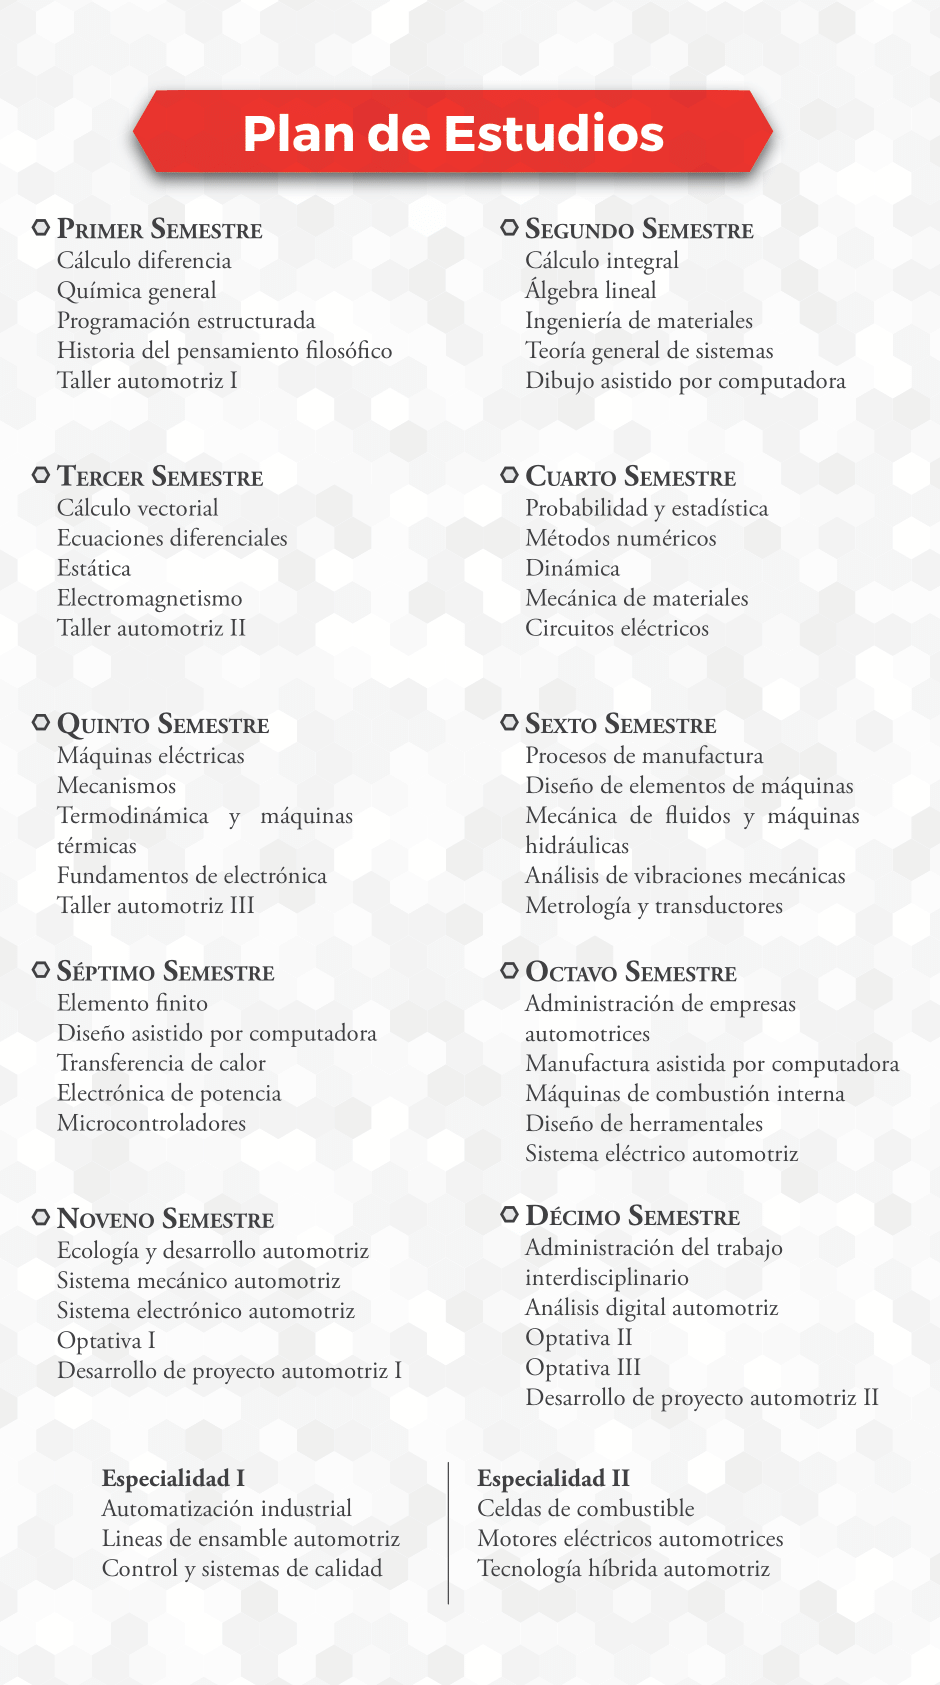 Plan de Estudios
Primer Semestre
Cálculo diferencia
Química general
Programación estructurada
Historia del pensamiento filosófico
Taller automotriz I
Segundo Semestre
Cálculo integral
Álgebra lineal
Ingeniería de materiales
Teoría general de sistemas
Dibujo asistido por computadora
Tercer Semestre
Cálculo vectorial
Ecuaciones diferenciales
Estática
Electromagnetismo
Taller automotriz II
Cuarto Semestre
Probabilidad y estadística
Métodos numéricos
Dinámica
Mecánica de materiales
Circuitos eléctricos
Quinto Semestre
Máquinas eléctricas
Mecanismos
Termodinámica y máquinas
térmicas
Fundamentos de electrónica
Taller automotriz III
Sexto Semestre
Procesos de manufactura
Diseño de elementos de máquinas
Mecánica de fluidos y máquinas
hidráulicas
Análisis de vibraciones mecánicas
Metrología y transductores
Séptimo Semestre
Elemento finito
Diseño asistido por computadora
Transferencia de calor
Electrónica de potencia
Microcontroladores
Octavo Semestre
Administración de empresas
automotrices
Manufactura asistida por computadora
Máquinas de combustión interna
Diseño de herramentales
Sistema eléctrico automotriz
Noveno Semestre
Ecología y desarrollo automotriz
Sistema mecánico automotriz
Sistema electrónico automotriz
Optativa I
Desarrollo de proyecto automotriz I
Décimo Semestre
Administración del trabajo
interdisciplinario
Análisis digital automotriz
Optativa II
Optativa III
Desarrollo de proyecto automotriz II
Especialidad I
Automatización industrial
Lineas de ensamble automotriz
Control y sistemas de calidad
Especialidad II
Celdas de combustible
Motores eléctricos automotrices
Tecnología híbrida automotriz